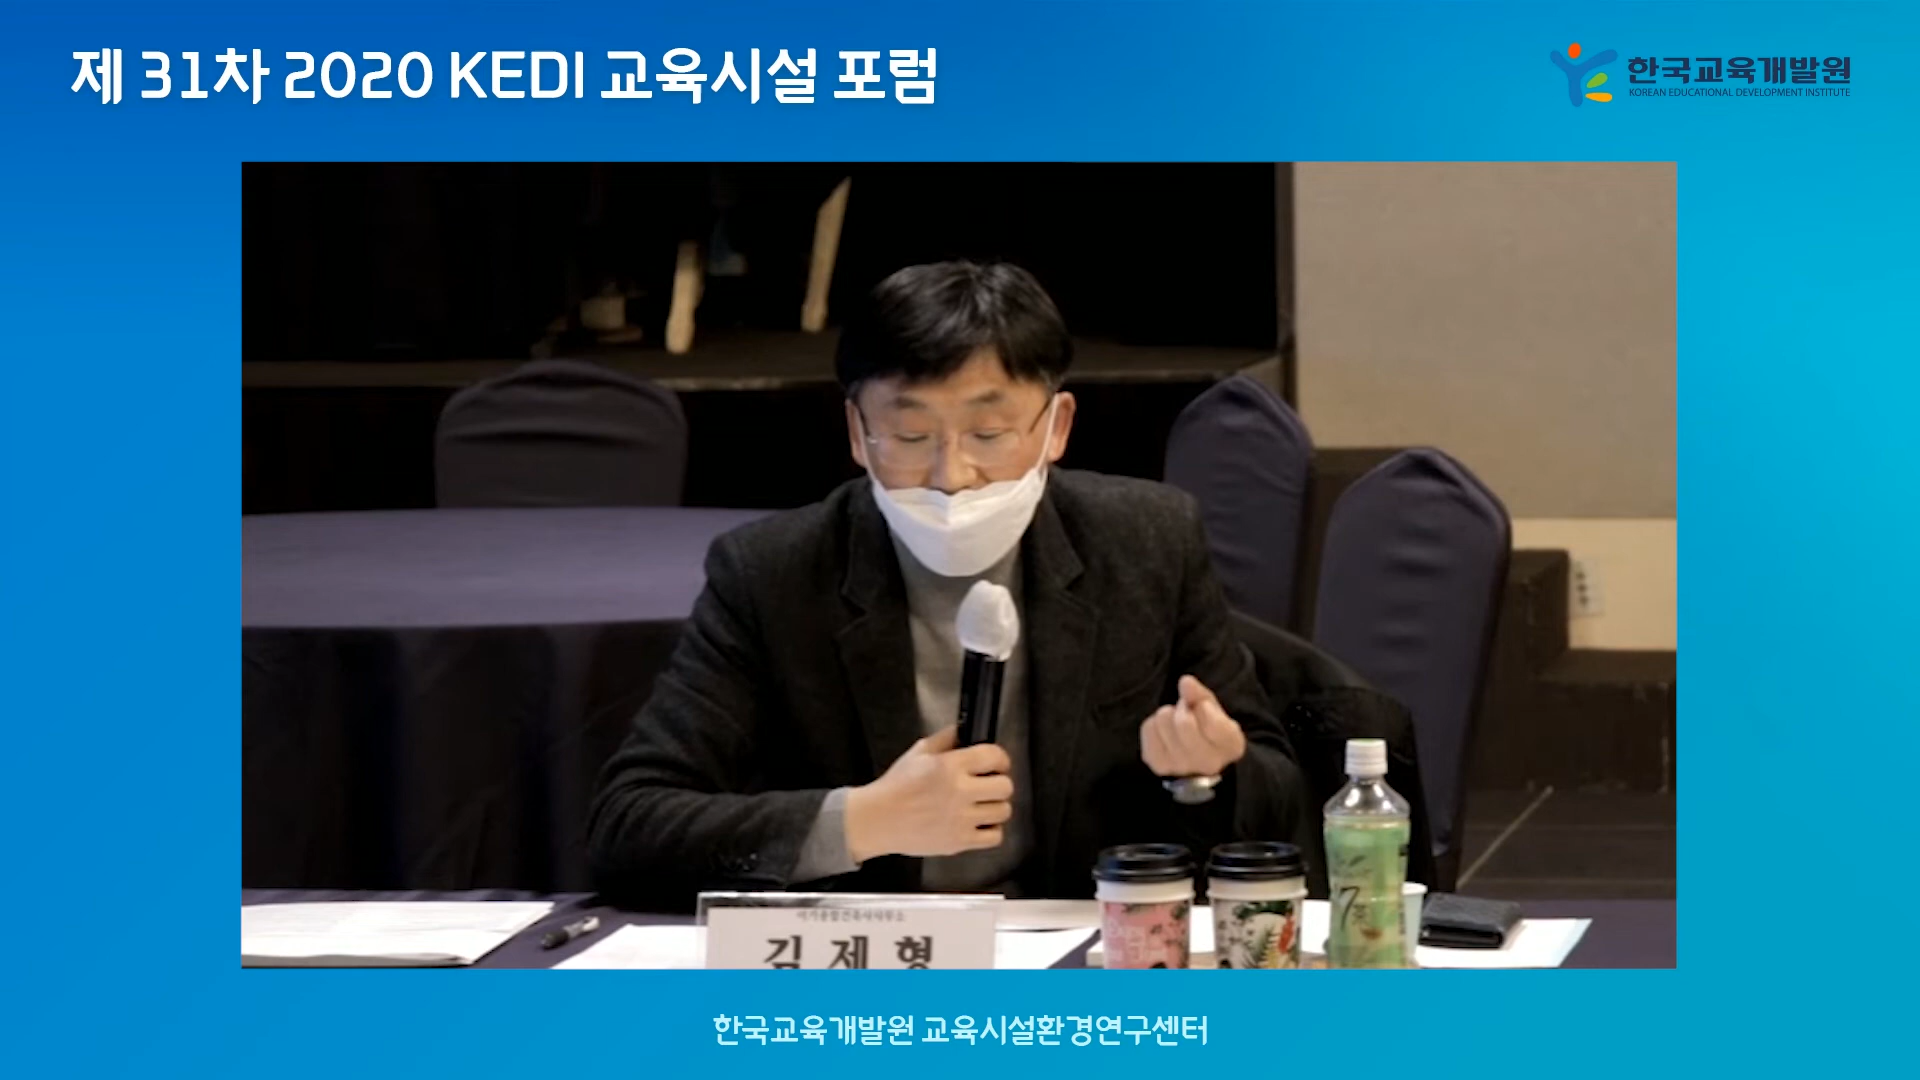 제 31차 2020 KEDI 교육시설 포럼
한국교육개발원
KOREAN EDUCATIONAL DEVELOPMENT INSTITUTE
김 제 형
한국교육개발원 교육시설환경연구센터